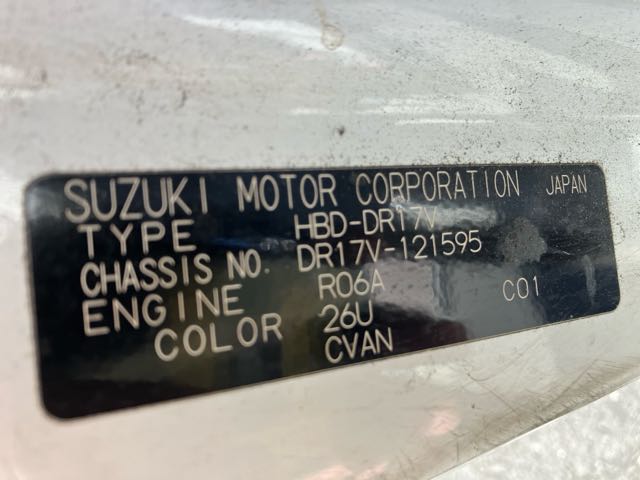 SUZUKI MOTOR CORPORATION JAPAN
TYPE HBD-DR17V
CHASSIS NO. DR17V-121595
ENGINE R06A C01
COLOR 26U
CVAN